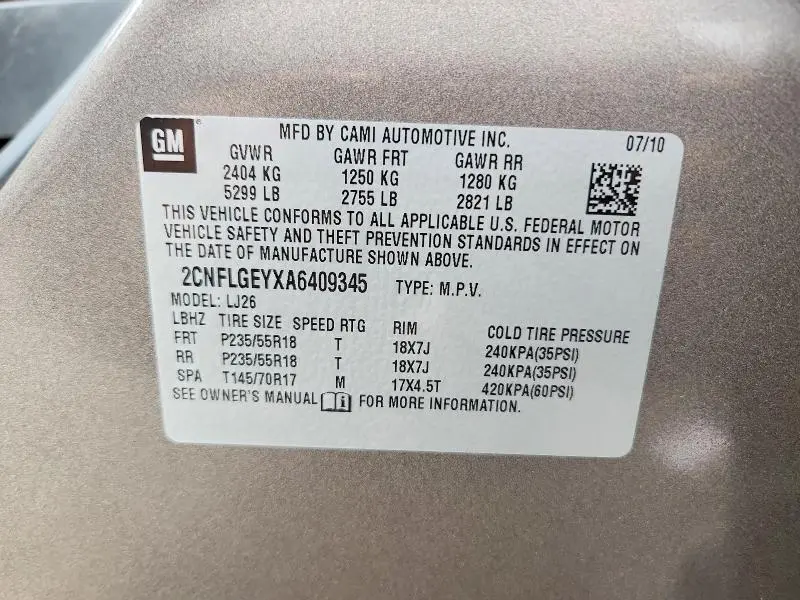 GM
MFD BY CAMI AUTOMOTIVE INC. 07/10
GVWR GAWR FRT GAWR RR
2404 KG 1250 KG 1280 KG
5299 LB 2755 LB 2821 LB
THIS VEHICLE CONFORMS TO ALL APPLICABLE U.S. FEDERAL MOTOR
VEHICLE SAFETY AND THEFT PREVENTION STANDARDS IN EFFECT ON
THE DATE OF MANUFACTURE SHOWN ABOVE.
2CNFLGEYXA6409345 TYPE: M.P.V.
MODEL: LJ26
LBHZ TIRE SIZE SPEED RTG RIM COLD TIRE PRESSURE
FRT P235/55R18 T 18X7J 240KPA(35PSI)
RR P235/55R18 T 18X7J 240KPA(35PSI)
SPA T145/70R17 M 17X4.5T 420KPA(60PSI)
SEE OWNER'S MANUAL i FOR MORE INFORMATION.